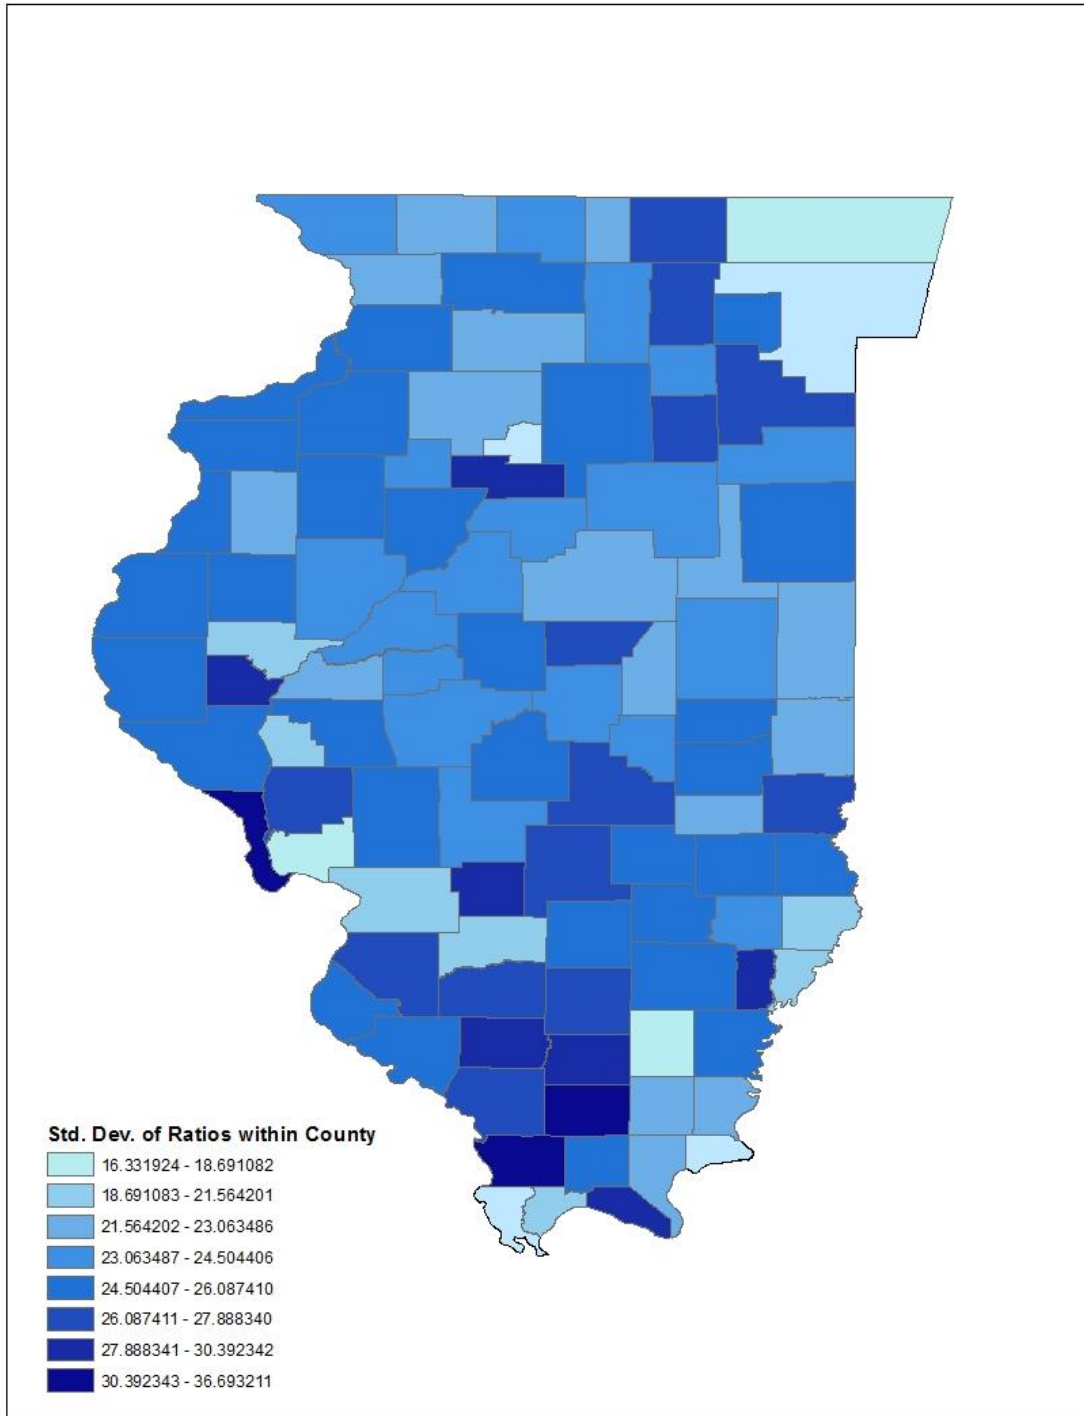 Std. Dev. of Ratios within County
16.331924 - 18.691082
18.691083 - 21.564201
21.564202 - 23.063486
23.063487 - 24.504406
24.504407 - 26.087410
26.087411 - 27.888340
27.888341 - 30.392342
30.392343 - 36.693211